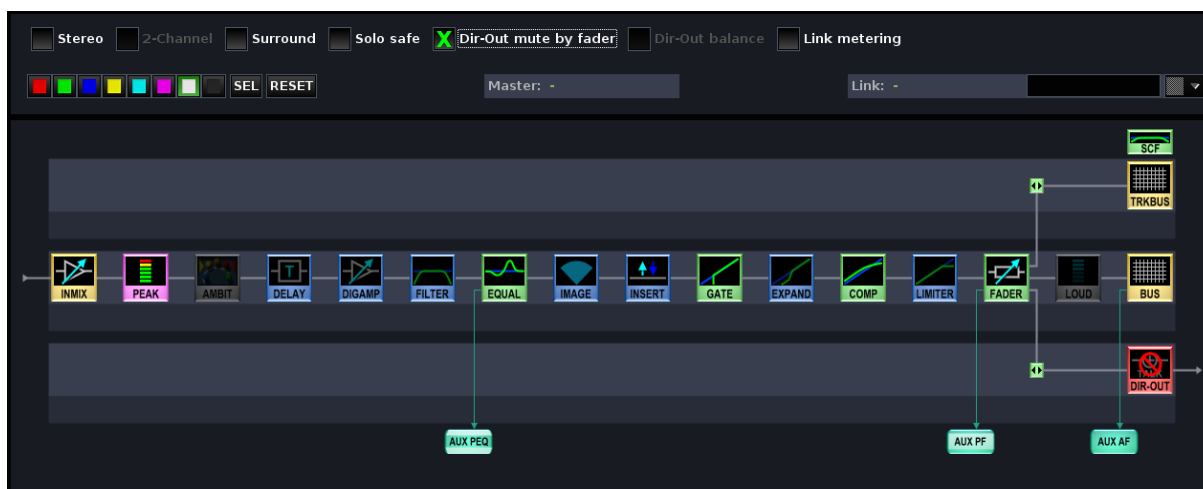 Stereo 2-Channel Surround Solo safe X Dir-Out mute by fader Dir-Out balance Link metering
SEL RESET Master: - Link: -
SCF
TRKBUS
INMIX PEAK AMBIT DELAY DIGAMP FILTER EQUAL IMAGE INSERT GATE EXPAND COMP LIMITER FADER LOUD BUS
DIR-OUT
AUX PEQ AUX PF AUX AF